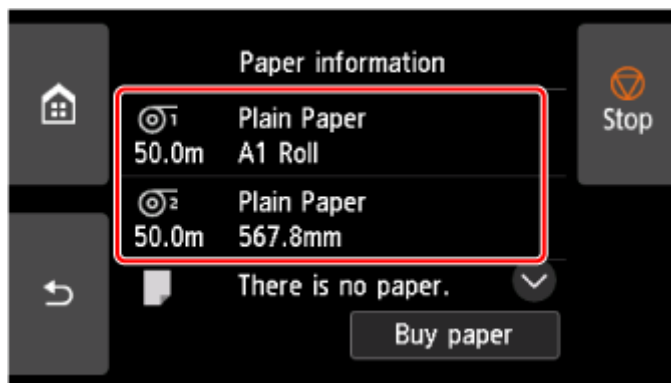 Paper information
1 Plain Paper
50.0m A1 Roll
2 Plain Paper
50.0m 567.8mm
There is no paper.
Buy paper
Stop